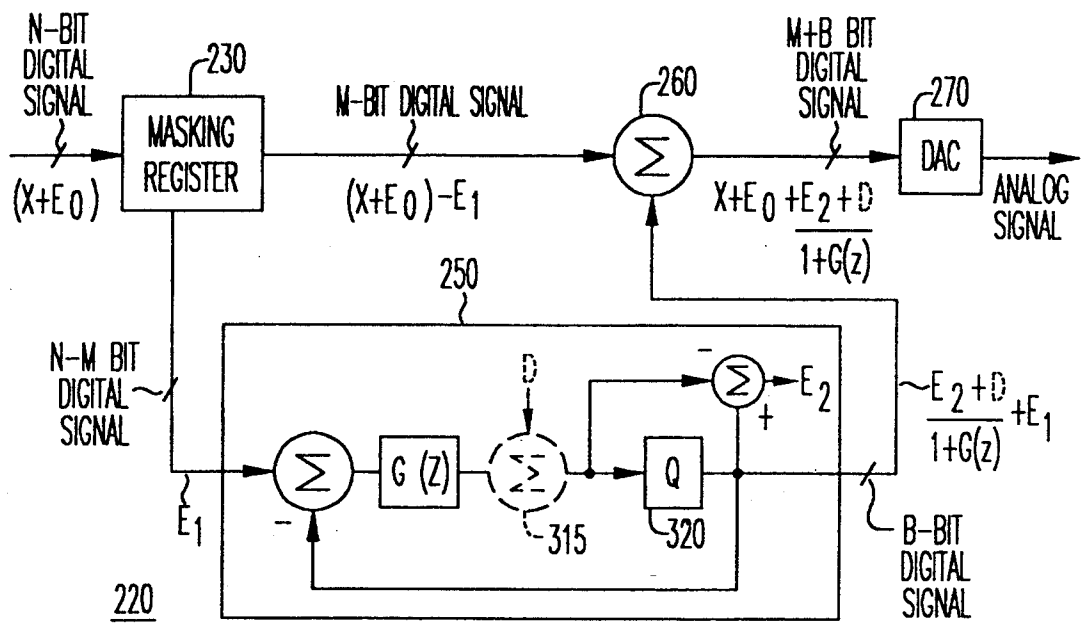 N-BIT
DIGITAL
SIGNAL
230
MASKING
REGISTER
(X+E0)
M-BIT DIGITAL SIGNAL
(X+E0)-E1
260
Σ
M+B BIT
DIGITAL
SIGNAL
X+E0+E2+D
1+G(z)
270
DAC
ANALOG
SIGNAL
250
N-M BIT
DIGITAL
SIGNAL
E1
Σ
-
G (Z)
D
Σ
315
Q
320
-
Σ
+
E2
E2+D
1+G(z)
+E1
B-BIT
DIGITAL
SIGNAL
220